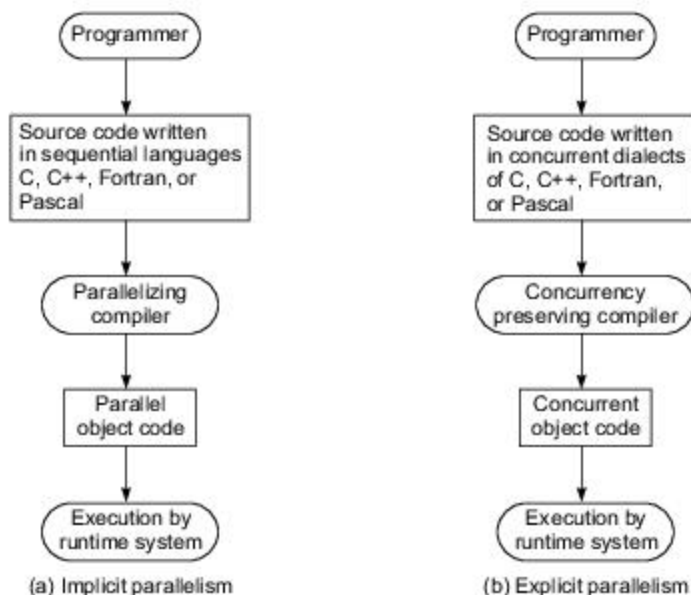 Programmer
Source code written
in sequential languages
C, C++, Fortran, or
Pascal
Parallelizing
compiler
Parallel
object code
Execution by
runtime system
(a) Implicit parallelism
Programmer
Source code written
in concurrent dialects
of C, C++, Fortran,
or Pascal
Concurrency
preserving compiler
Concurrent
object code
Execution by
runtime system
(b) Explicit parallelism